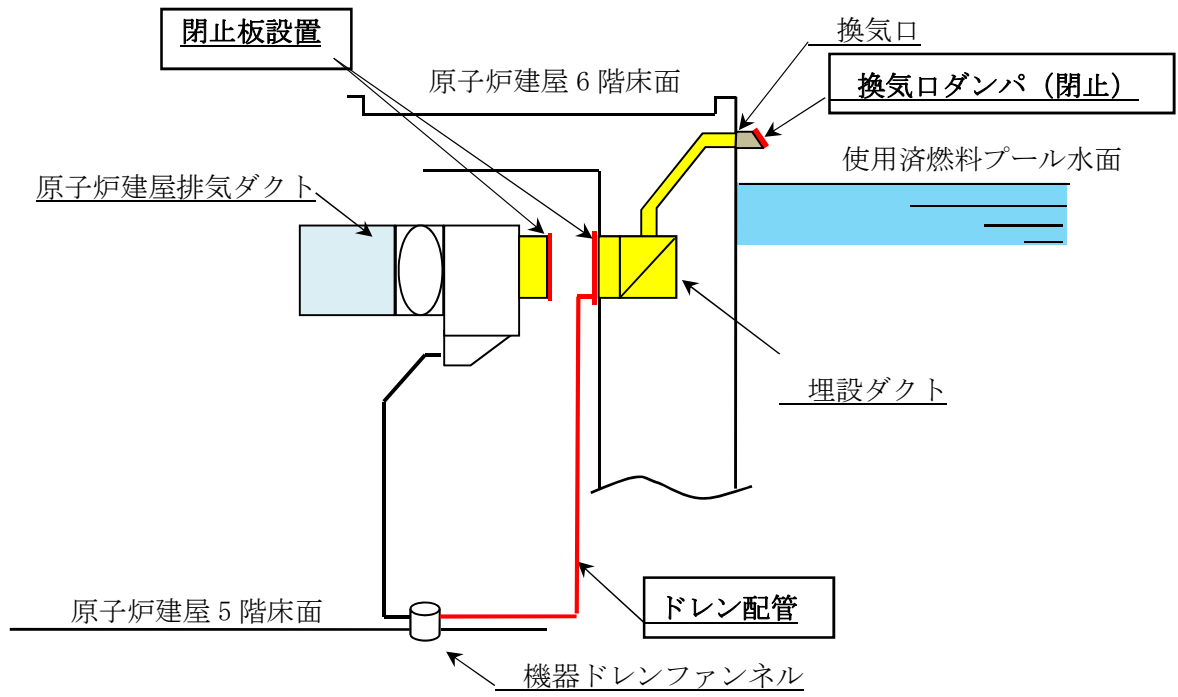 閉止板設置
換気口
原子炉建屋6階床面
換気口ダンパ（閉止）
使用済燃料プール水面
原子炉建屋排気ダクト
埋設ダクト
ドレン配管
原子炉建屋5階床面
機器ドレンファンネル